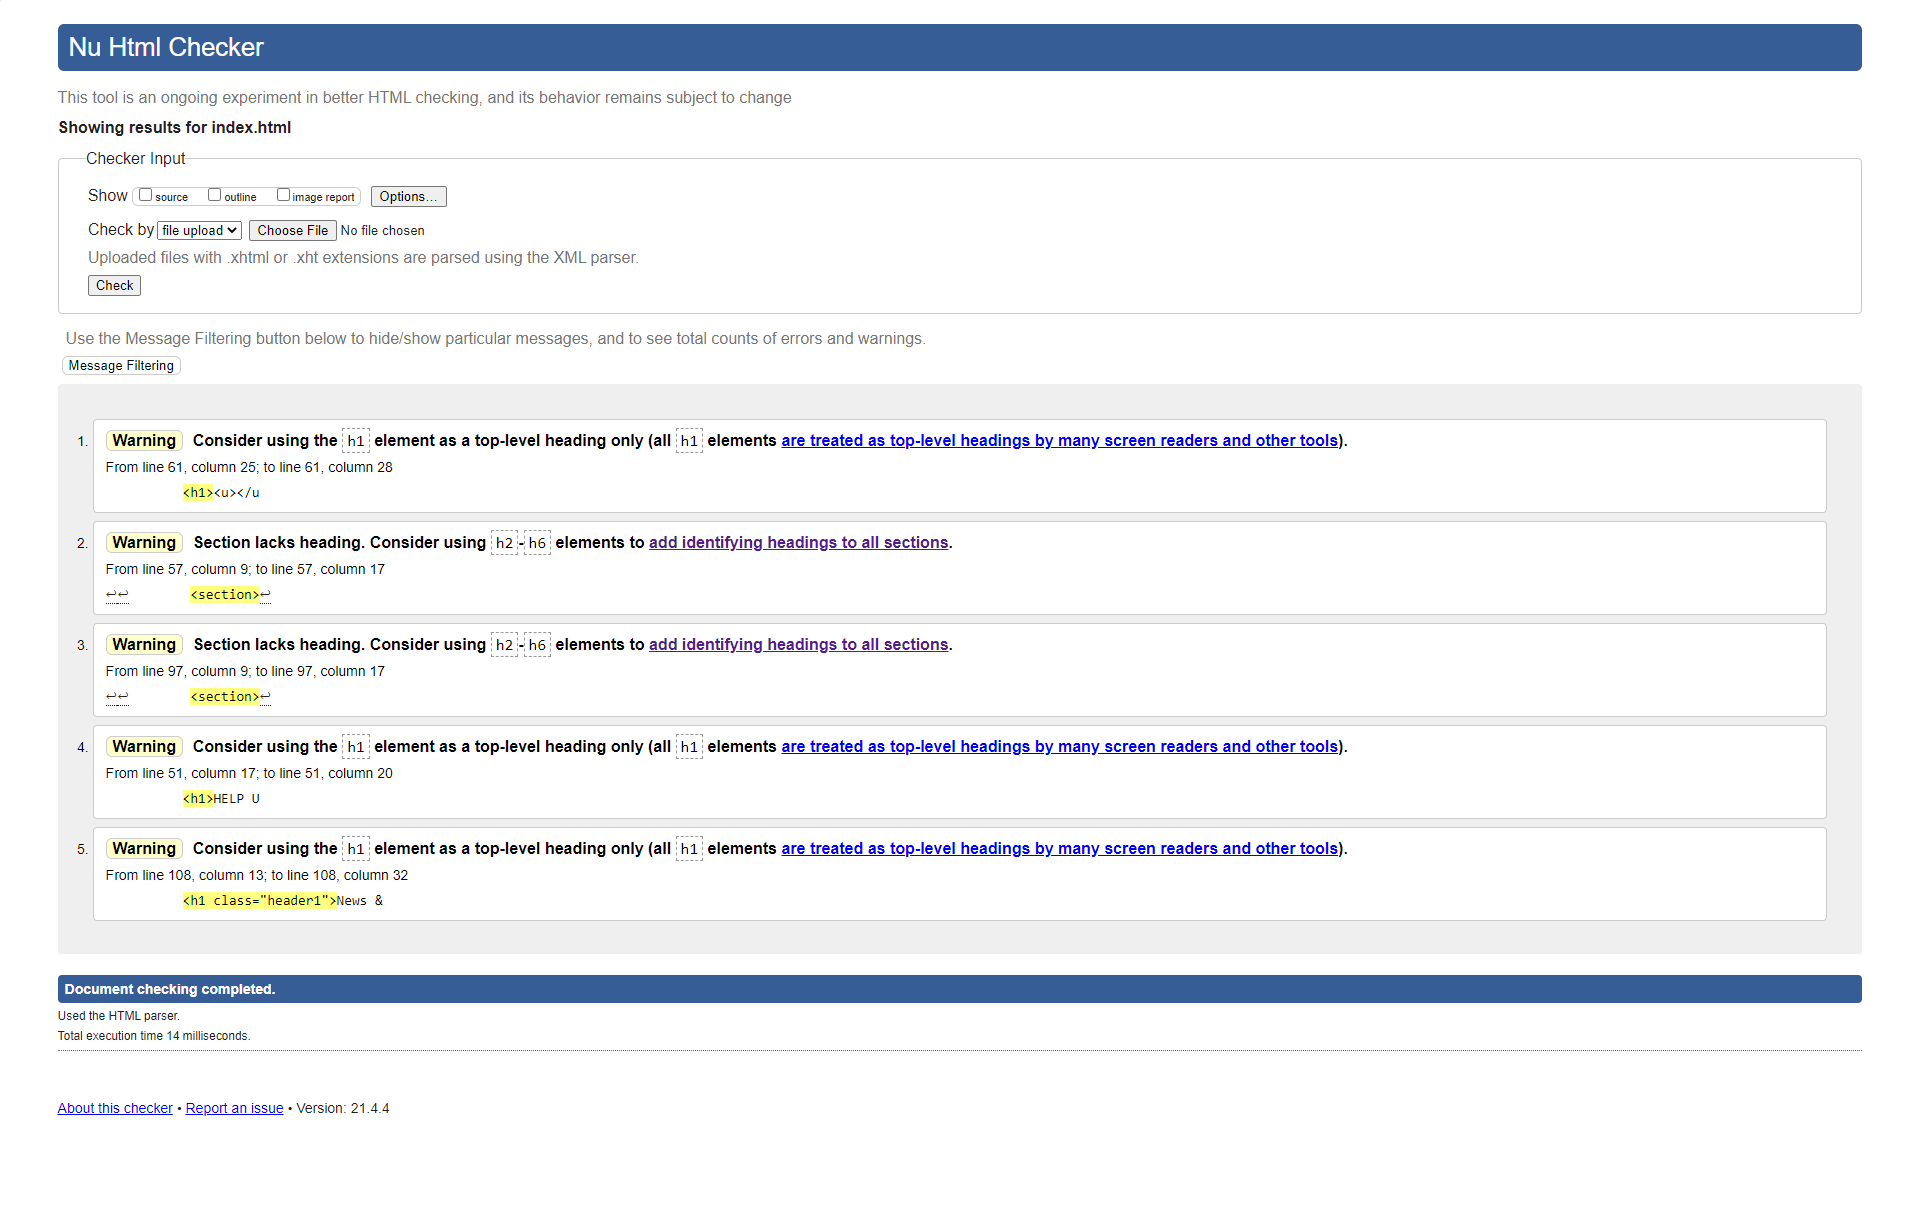 Nu Html Checker
This tool is an ongoing experiment in better HTML checking, and its behavior remains subject to change
Showing results for index.html
Checker Input
Show source outline image report Options...
Check by file upload Choose File No file chosen
Uploaded files with .xhtml or .xht extensions are parsed using the XML parser.
Check
Use the Message Filtering button below to hide/show particular messages, and to see total counts of errors and warnings.
Message Filtering
1. Warning Consider using the h1 element as a top-level heading only (all h1 elements are treated as top-level headings by many screen readers and other tools).
From line 61, column 25; to line 61, column 28
<h1><u></u
2. Warning Section lacks heading. Consider using h2-h6 elements to add identifying headings to all sections.
From line 57, column 9; to line 57, column 17
↩↩ <section>↩
3. Warning Section lacks heading. Consider using h2-h6 elements to add identifying headings to all sections.
From line 97, column 9; to line 97, column 17
↩↩ <section>↩
4. Warning Consider using the h1 element as a top-level heading only (all h1 elements are treated as top-level headings by many screen readers and other tools).
From line 51, column 17; to line 51, column 20
<h1>HELP U
5. Warning Consider using the h1 element as a top-level heading only (all h1 elements are treated as top-level headings by many screen readers and other tools).
From line 108, column 13; to line 108, column 32
<h1 class="header1">News &
Document checking completed.
Used the HTML parser.
Total execution time 14 milliseconds.
About this checker • Report an issue • Version: 21.4.4